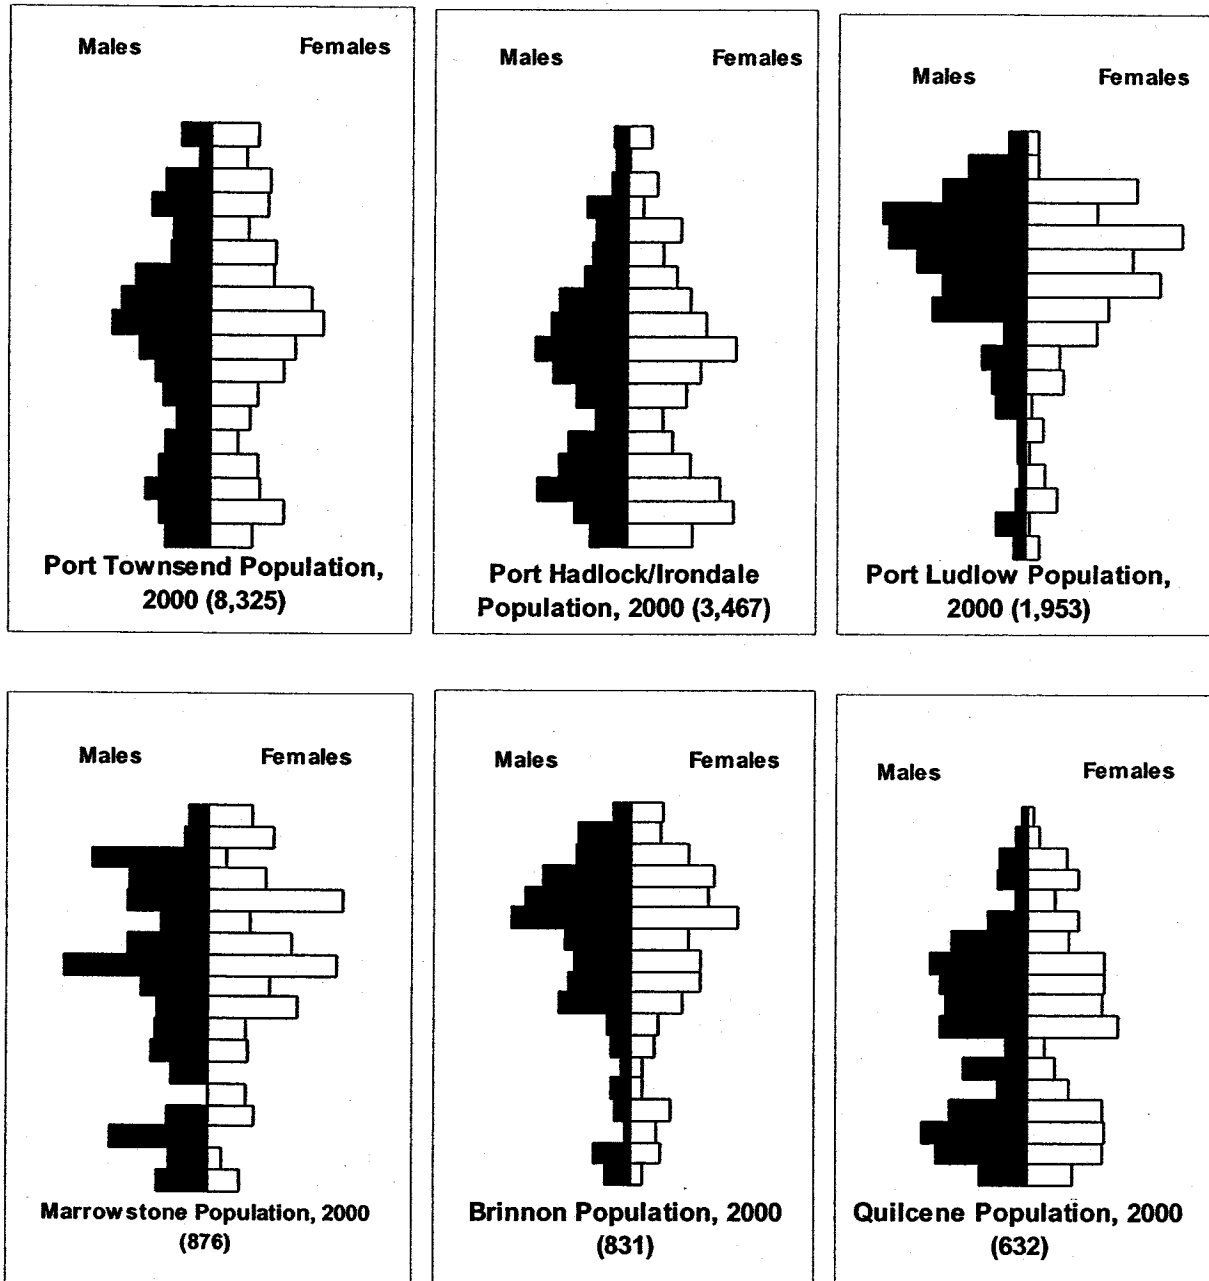 Males Females
Port Townsend Population,
2000 (8,325)
Males Females
Port Hadlock/Irondale
Population, 2000 (3,467)
Males Females
Port Ludlow Population,
2000 (1,953)
Males Females
Marrowstone Population, 2000
(876)
Males Females
Brinnon Population, 2000
(831)
Males Females
Quilcene Population, 2000
(632)